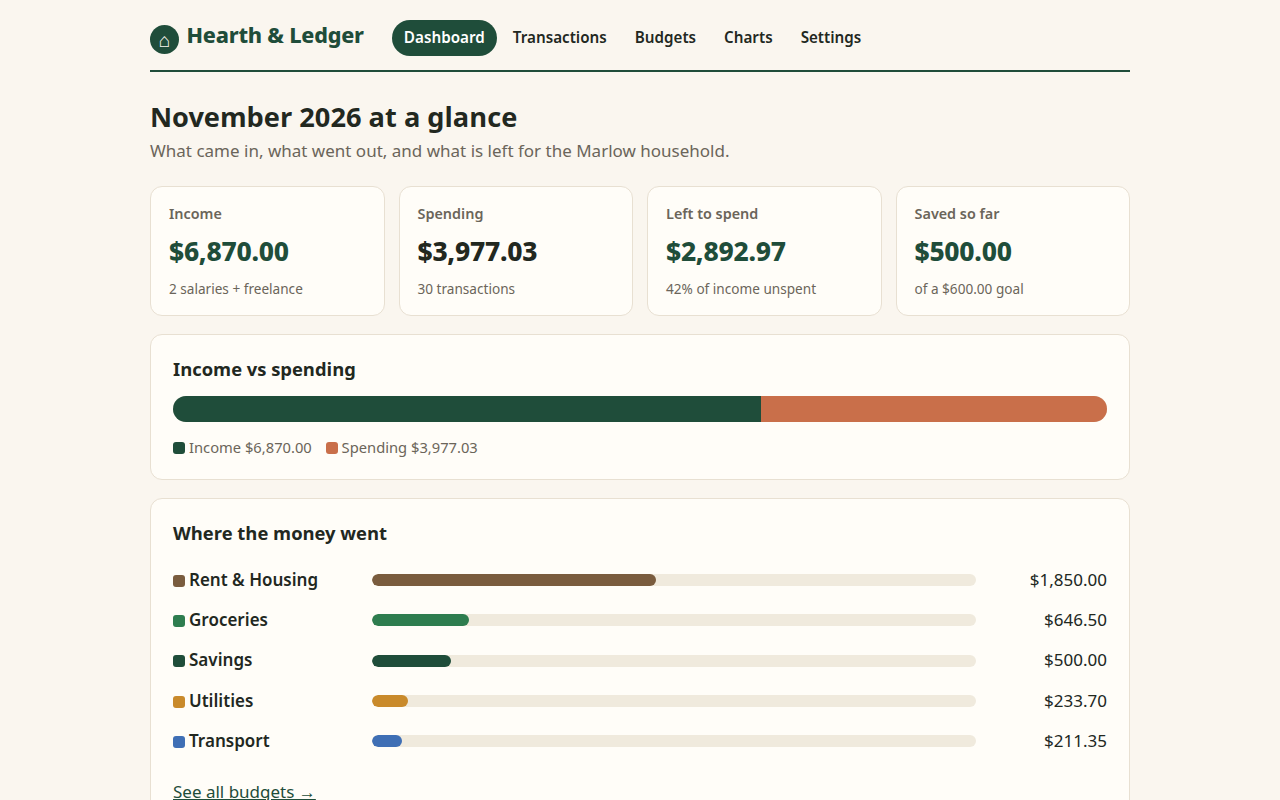 Hearth & Ledger
Dashboard
Transactions
Budgets
Charts
Settings
November 2026 at a glance
What came in, what went out, and what is left for the Marlow household.
Income
$6,870.00
2 salaries + freelance
Spending
$3,977.03
30 transactions
Left to spend
$2,892.97
42% of income unspent
Saved so far
$500.00
of a $600.00 goal
Income vs spending
Income $6,870.00
Spending $3,977.03
Where the money went
Rent & Housing $1,850.00
Groceries $646.50
Savings $500.00
Utilities $233.70
Transport $211.35
See all budgets →